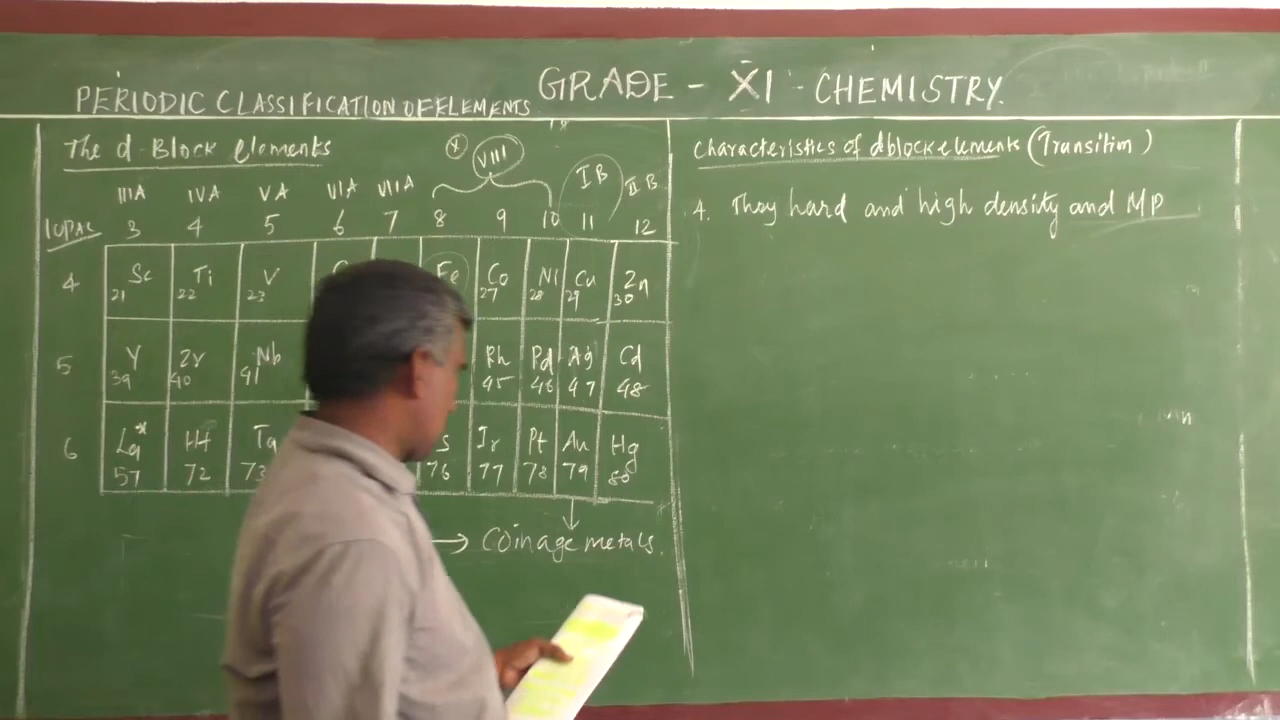 PERIODIC CLASSIFICATION OF ELEMENTS GRADE - XI - CHEMISTRY.
The d-Block elements
(X) VIII
IIIA IVA VA VIA VIIA IB IIB
IUPAC 3 4 5 6 7 8 9 10 11 12
4 Sc Ti V Fe Co Ni Cu Zn
21 22 23 27 28 29 30
5 Y Zr Nb Rh Pd Ag Cd
39 40 41 45 46 47 48
6 La* Hf Ta s Ir Pt Au Hg
57 72 73 76 77 78 79 80
→ Coinage metals.
Characteristics of d block elements (Transition)
4. They hard and high density and MP